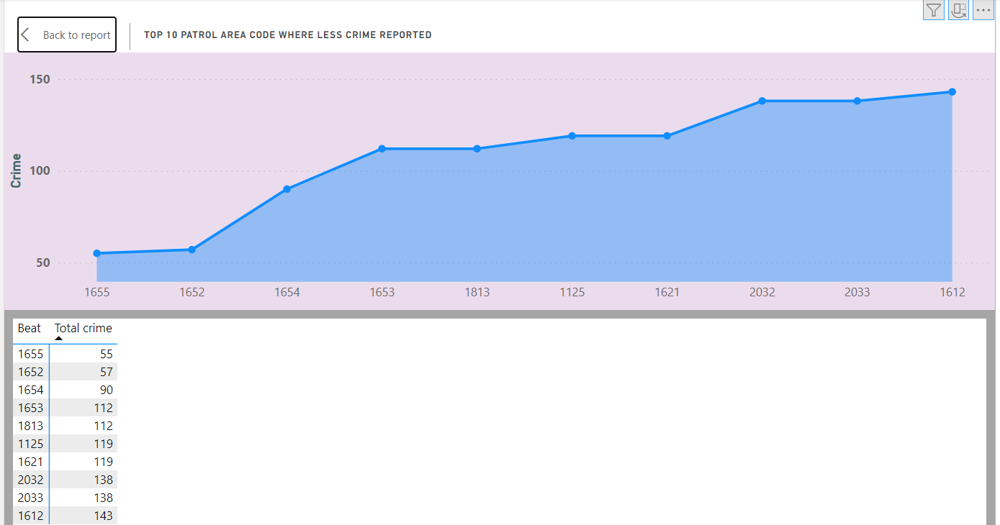 Back to report
TOP 10 PATROL AREA CODE WHERE LESS CRIME REPORTED
150
100
50
Crime
1655 1652 1654 1653 1813 1125 1621 2032 2033 1612
Beat Total crime
1655 55
1652 57
1654 90
1653 112
1813 112
1125 119
1621 119
2032 138
2033 138
1612 143